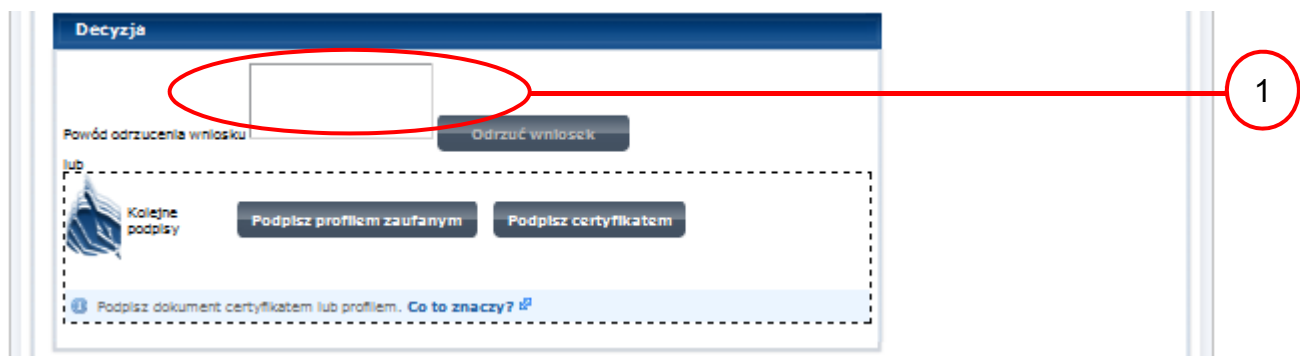 Decyzja
1
Powód odrzucenia wniosku
Odrzuć wniosek
lub
Kolejne
podpisy
Podpisz profilem zaufanym
Podpisz certyfikatem
Podpisz dokument certyfikatem lub profilem. Co to znaczy?